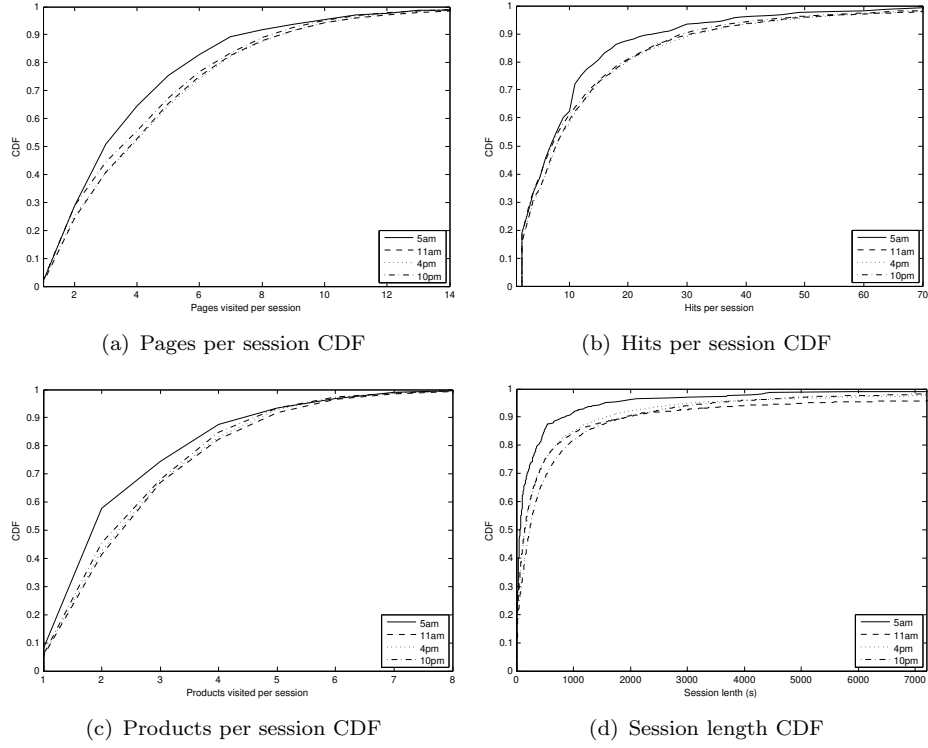 1
0.9
0.8
0.7
0.6
0.5
0.4
0.3
0.2
0.1
0
CDF
2 4 6 8 10 12 14
Pages visited per session
5am
11am
4pm
10pm
(a) Pages per session CDF
1
0.9
0.8
0.7
0.6
0.5
0.4
0.3
0.2
0.1
0
CDF
10 20 30 40 50 60 70
Hits per session
5am
11am
4pm
10pm
(b) Hits per session CDF
1
0.9
0.8
0.7
0.6
0.5
0.4
0.3
0.2
0.1
0
CDF
1 2 3 4 5 6 7 8
Products visited per session
5am
11am
4pm
10pm
(c) Products per session CDF
1
0.9
0.8
0.7
0.6
0.5
0.4
0.3
0.2
0.1
0
CDF
0 1000 2000 3000 4000 5000 6000 7000
Session lenth (s)
5am
11am
4pm
10pm
(d) Session length CDF